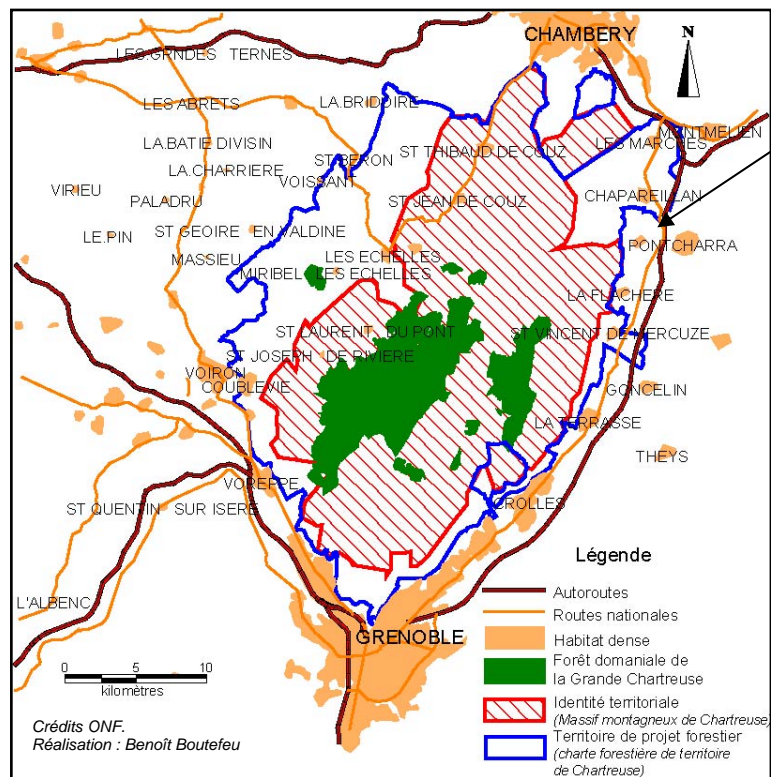 CHAMBERY
N
LES GRNDES TERNES
LES ABRETS
LA BRIDOIRE
MONTMELIEN
LA BATIE DIVISIN
LES MARCHES
ST BERON
ST THIBAUD DE COUZ
LA CHARRIERE
VOISSANT
VIRIEU
CHAPAREILLAN
PALADRU
ST JEAN DE COUZ
LE PIN
ST GEOIRE EN VALDINE
PONTCHARRA
MASSIEU
LES ECHELLES
MIRIBEL LES ECHELLES
LA FLACHERE
ST LAURENT DU PONT
ST VINCENT DE MERCUZE
ST JOSEPH DE RIVIERE
VOIRON
COUBLEVIE
GONCELIN
LA TERRASSE
THEYS
VOREPPE
CROLLES
ST QUENTIN SUR ISERE
L'ALBENC
GRENOBLE
Légende
Autoroutes
Routes nationales
Habitat dense
Forêt domaniale de
la Grande Chartreuse
Identité territoriale
(Massif montagneux de Chartreuse)
Territoire de projet forestier
(charte forestière de territoire
de Chartreuse)
0 5 10
kilomètres
Crédits ONF.
Réalisation : Benoît Boutefeu